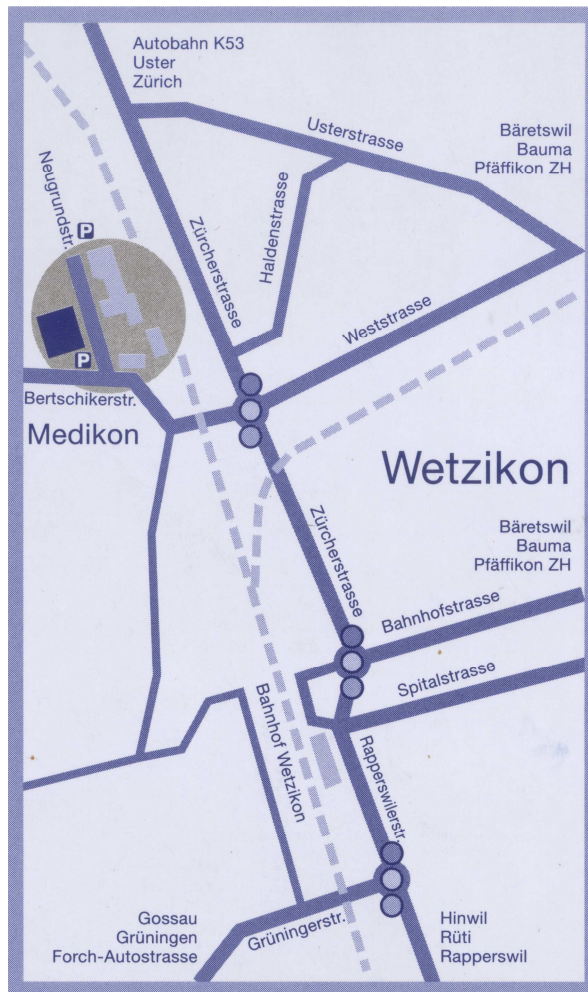 Autobahn K53
Uster
Zürich
Usterstrasse
Bäretswil
Bauma
Pfäffikon ZH
Neugrundstr.
P
Zürcherstrasse
Haldenstrasse
Weststrasse
P
Bertschikerstr.
Medikon
Wetzikon
Zürcherstrasse
Bäretswil
Bauma
Pfäffikon ZH
Bahnhofstrasse
Spitalstrasse
Bahnhof Wetzikon
Rapperswilerstr.
Gossau
Grüningen
Forch-Autostrasse
Grüningerstr.
Hinwil
Rüti
Rapperswil